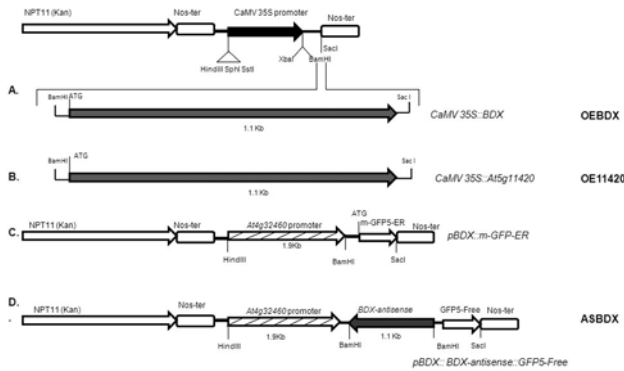 NPT11 (Kan) Nos-ter CaMV 35S promoter Nos-ter
SacI
HindIII SphI SstI XbaI BamHI
A.
BamHI ATG Sac I
1.1 Kb
CaMV 35S::BDX OEBDX
B.
BamHI ATG Sac I
1.1 Kb
CaMV 35S::At5g11420 OE11420
C.
NPT11 (Kan) Nos-ter At4g32460 promoter ATG m-GFP5-ER Nos-ter
1.9Kb
HindIII BamHI SacI
pBDX::m-GFP-ER
D.
NPT11 (Kan) Nos-ter At4g32460 promoter BDX-antisense GFP5-Free Nos-ter
ASBDX
HindIII 1.9Kb BamHI 1.1 Kb BamHI SacI
pBDX:: BDX-antisense::GFP5-Free